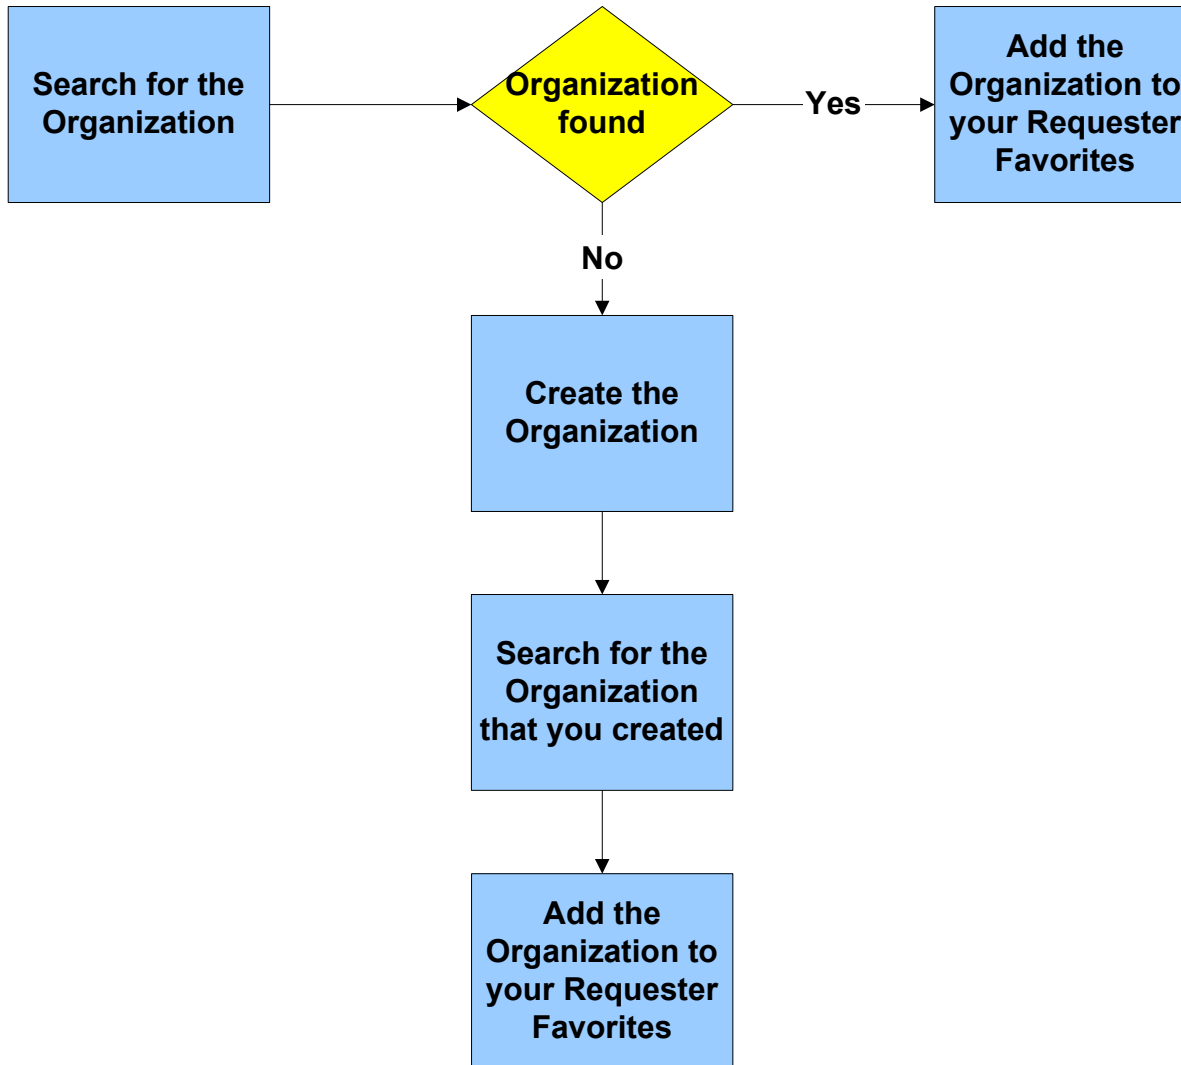 Search for the
Organization
Organization
found
Yes
Add the
Organization to
your Requester
Favorites
No
Create the
Organization
Search for the
Organization
that you created
Add the
Organization to
your Requester
Favorites